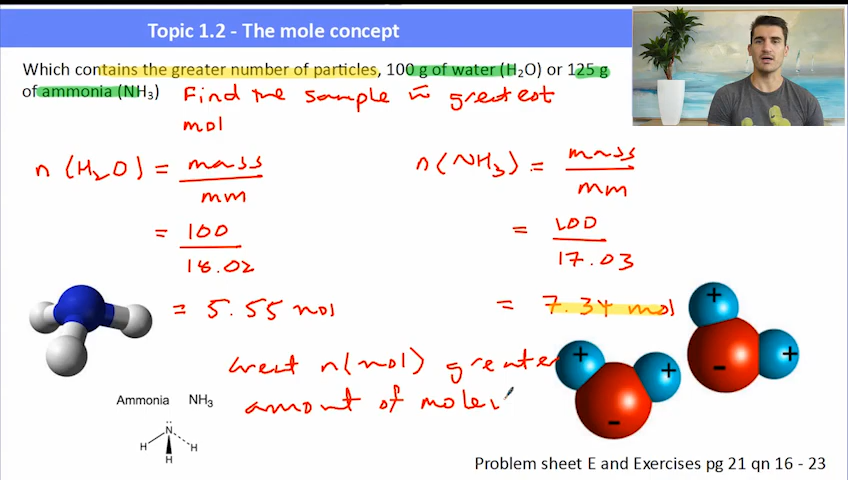 Topic 1.2 - The mole concept
Which contains the greater number of particles, 100 g of water (H₂O) or 125 g
of ammonia (NH₃)
Find the sample w̄ greatest
mol
n (H₂O) = mass
mm
= 100
18.02
= 5.55 mol
n (NH₃) = mass
mm
= 100
17.03
= 7.34 mol
n (mol) greater
amount of molec
Ammonia NH₃
N
H
H
H
+
-
+
+
+
-
Problem sheet E and Exercises pg 21 qn 16 - 23